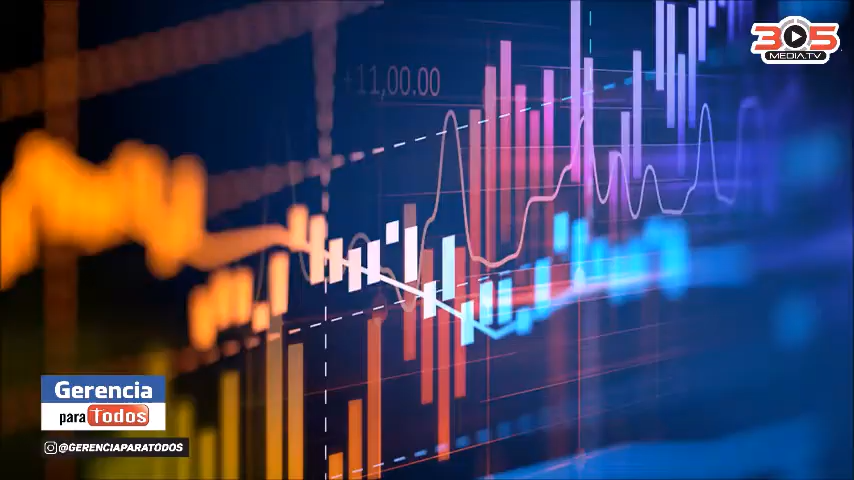 305
MEDIA.TV
+11,00.00
Gerencia
para Todos
@GERENCIAPARATODOS